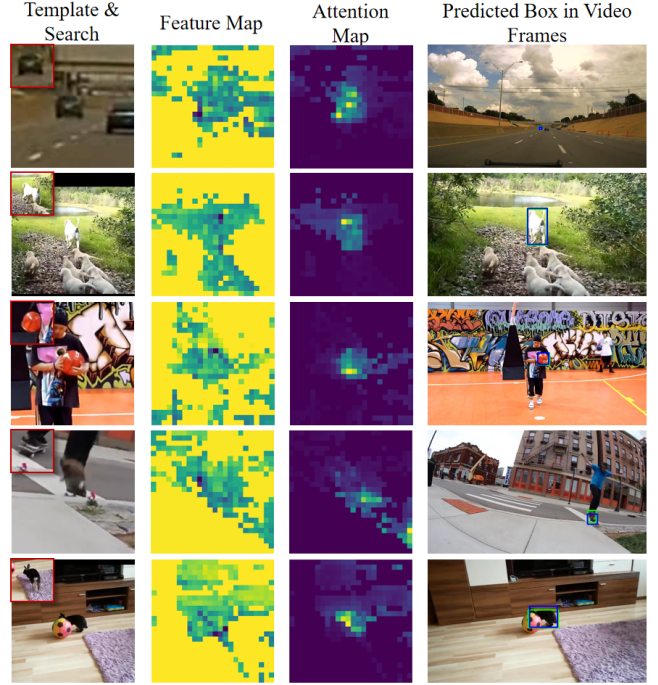 Template &
Search
Feature Map
Attention
Map
Predicted Box in Video
Frames